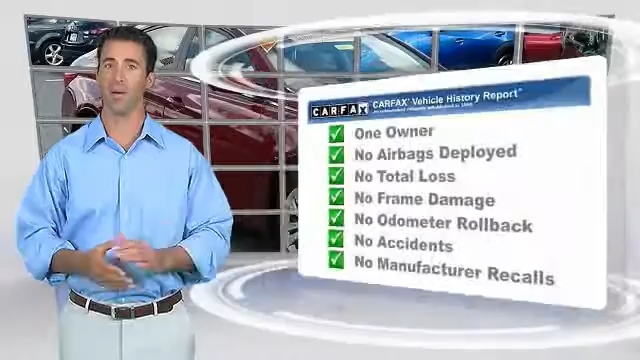 CARFAX CARFAX Vehicle History Report™
One Owner
No Airbags Deployed
No Total Loss
No Frame Damage
No Odometer Rollback
No Accidents
No Manufacturer Recalls